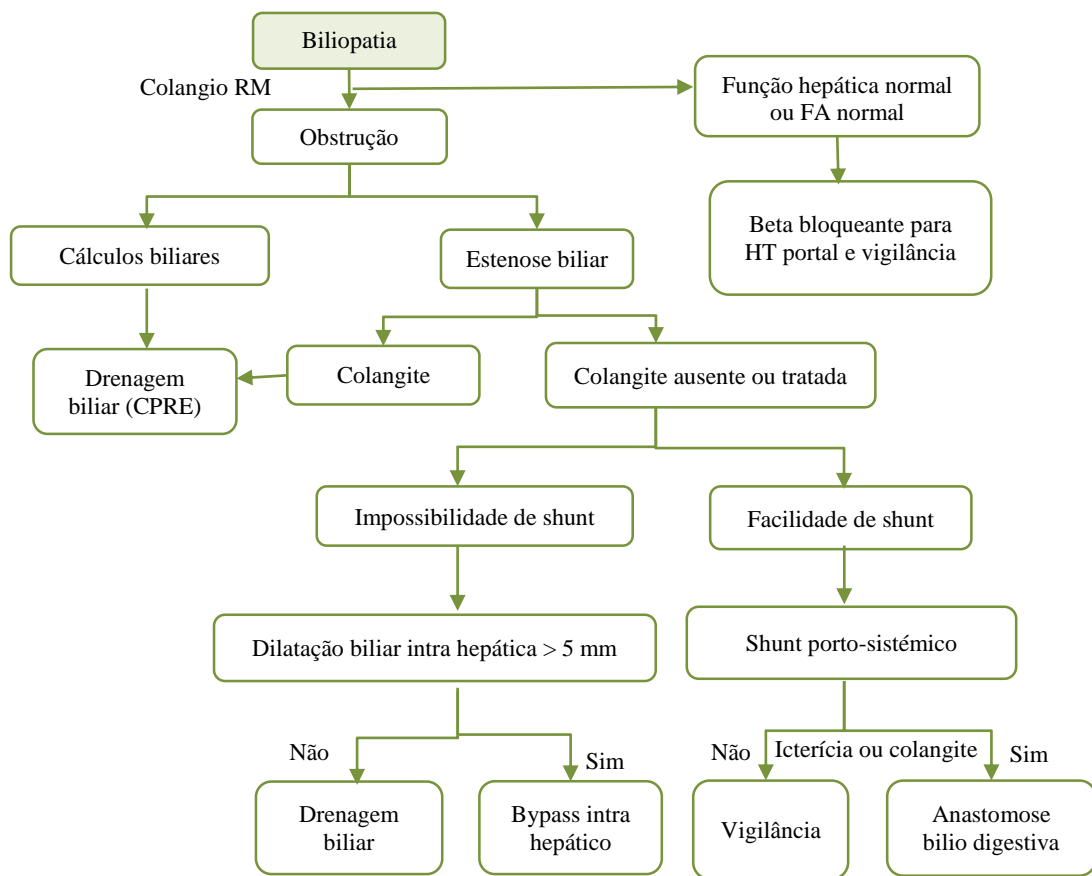 Biliopatia
Colangio RM
Função hepática normal
ou FA normal
Obstrução
Beta bloqueante para
HT portal e vigilância
Cálculos biliares
Estenose biliar
Drenagem
biliar (CPRE)
Colangite
Colangite ausente ou tratada
Impossibilidade de shunt
Facilidade de shunt
Dilatação biliar intra hepática > 5 mm
Shunt porto-sistémico
Não
Sim
Não
Icterícia ou colangite
Sim
Drenagem
biliar
Bypass intra
hepático
Vigilância
Anastomose
bilio digestiva